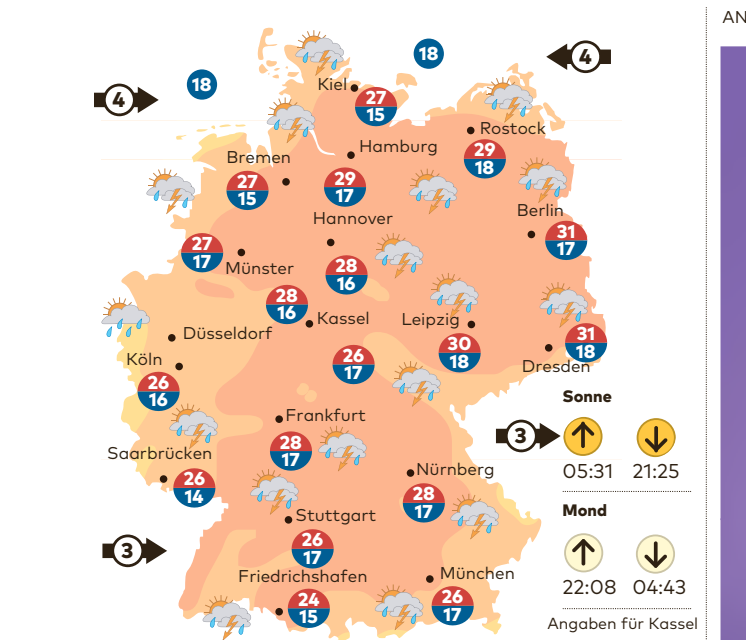 AN
18
4
4
Kiel
27
15
18
Rostock
29
18
Hamburg
29
17
Bremen
27
15
Hannover
28
16
Berlin
31
17
27
17
Münster
28
16
Kassel
Leipzig
30
18
31
18
Dresden
Düsseldorf
Köln
26
16
26
17
Frankfurt
28
17
Saarbrücken
26
14
Nürnberg
28
17
Stuttgart
26
17
3
3
Friedrichshafen
24
15
München
26
17
Sonne
05:31 21:25
Mond
22:08 04:43
Angaben für Kassel